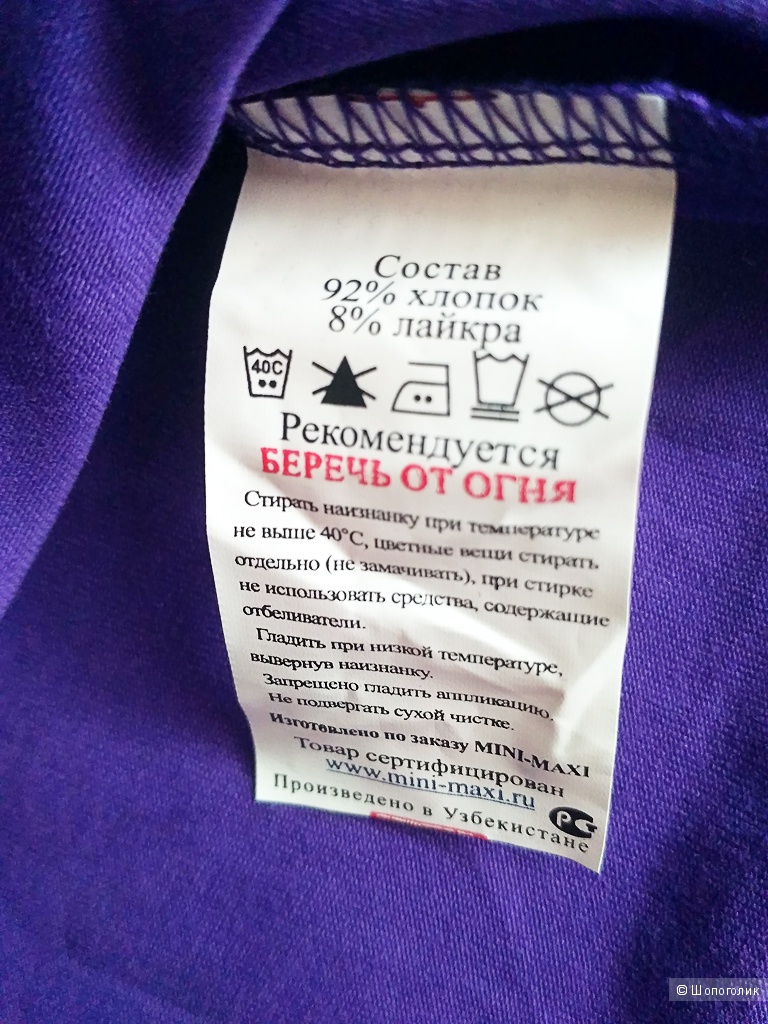 Состав
92% хлопок
8% лайкра
40C
Рекомендуется
БЕРЕЧЬ ОТ ОГНЯ
Стирать наизнанку при температуре
не выше 40°C, цветные вещи стирать
отдельно (не замачивать), при стирке
не использовать средства, содержащие
отбеливатели.
Гладить при низкой температуре,
вывернув наизнанку.
Запрещено гладить аппликацию.
Не подвергать сухой чистке.
Изготовлено по заказу MINI-MAXI
Товар сертифицирован
www.mini-maxi.ru
Произведено в Узбекистане
РСТ
© Шопоголик